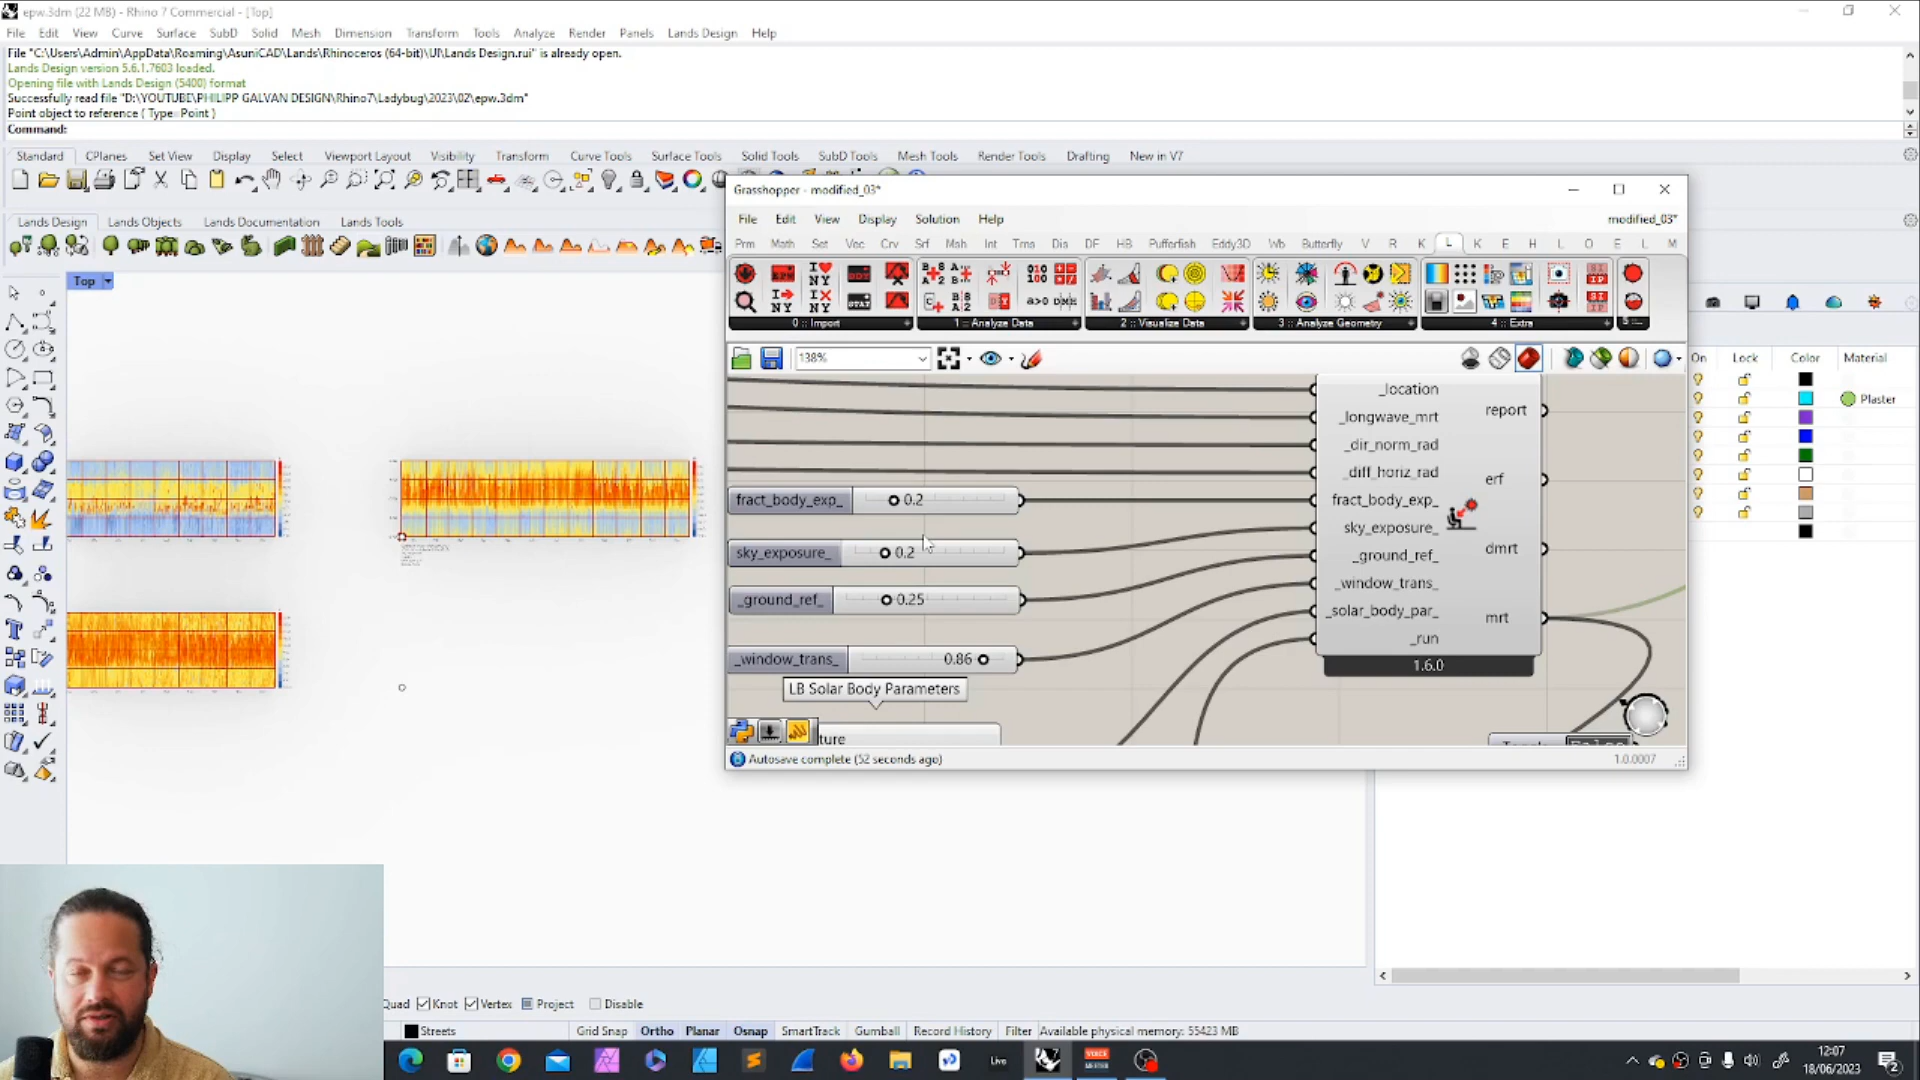 epw.3dm (22 MB) - Rhino 7 Commercial - [Top]
File Edit View Curve Surface SubD Solid Mesh Dimension Transform Tools Analyze Render Panels Lands Design Help
File "C:\Users\Admin\AppData\Roaming\AsuniCAD\Lands\Rhinoceros (64-bit)\UI\Lands Design.rui" is already open.
Lands Design version 5.6.1.7603 loaded.
Opening file with Lands Design (5400) format
Successfully read file "D:\YOUTUBE\PHILIPP GALVAN DESIGN\Rhino7\Ladybug\2023\02\epw.3dm"
Point object to reference ( Type=Point )
Command:
Standard CPlanes Set View Display Select Viewport Layout Visibility Transform Curve Tools Surface Tools Solid Tools SubD Tools Mesh Tools Render Tools Drafting New in V7
Grasshopper - modified_03*
Lands Design Lands Objects Lands Documentation Lands Tools
File Edit View Display Solution Help modified_03*
Prm Math Set Vec Crv Srf Msh Int Trns Dis DF HB Pufferfish Eddy3D Wb Butterfly V R K L K E H L O E L M
Top
0 :: Import 1 :: Analyze Data 2 :: Visualize Data 3 :: Analyze Geometry 4 :: Extra 5 ::
138%
On Lock Color Material
Plaster
_location
report
_longwave_mrt
_dir_norm_rad
_diff_horiz_rad
erf
fract_body_exp_ 0.2
fract_body_exp_
sky_exposure_
sky_exposure_ 0.2
dmrt
_ground_ref_
_window_trans_
_ground_ref_ 0.25
_solar_body_par_
mrt
_run
_window_trans_ 0.86
1.6.0
LB Solar Body Parameters
ture
Autosave complete (52 seconds ago) 1.0.0007
Quad Knot Vertex Project Disable
Streets Grid Snap Ortho Planar Osnap SmartTrack Gumball Record History Filter Available physical memory: 55423 MB
Live
12:07
18/06/2023
2